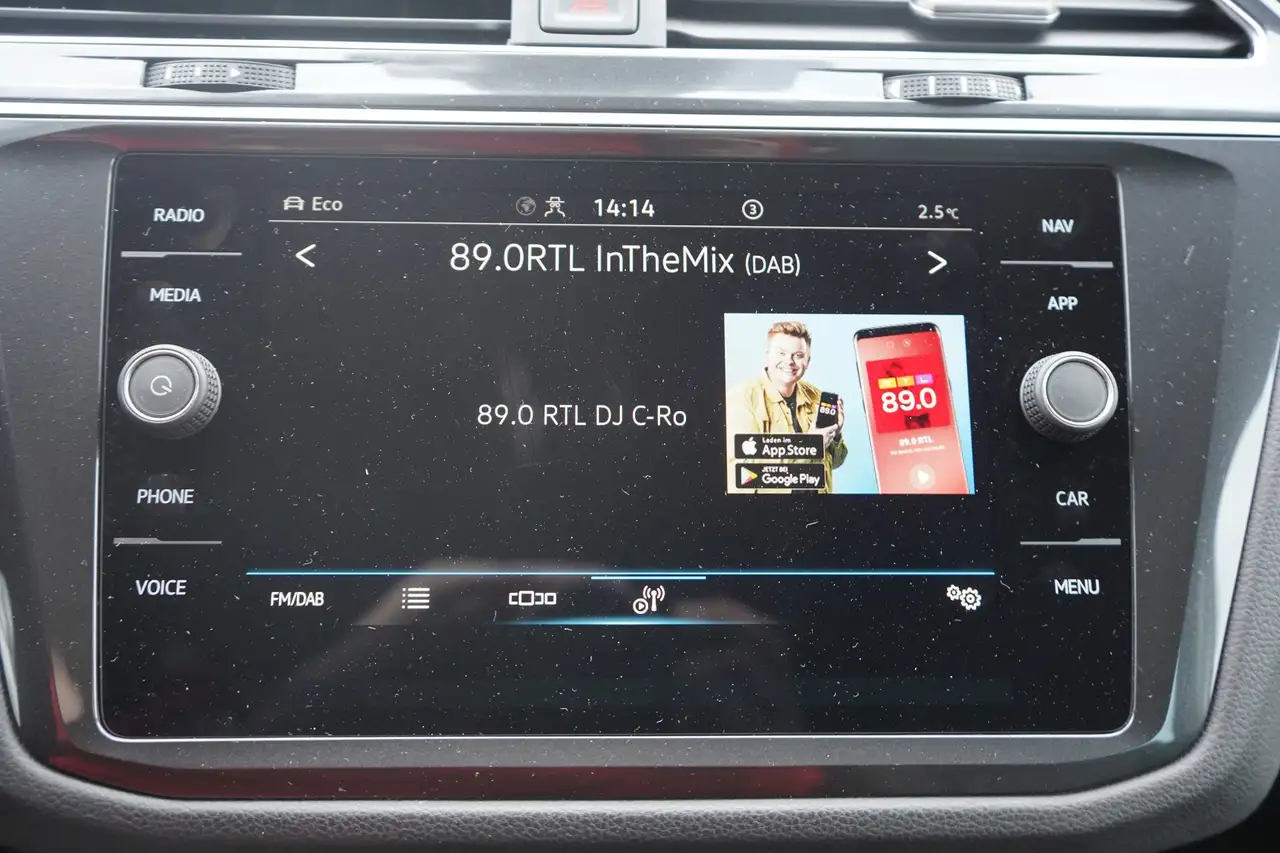 Eco
14:14
3
2.5°C
RADIO
MEDIA
PHONE
VOICE
< 89.0RTL InTheMix (DAB) >
89.0 RTL DJ C-Ro
89.0
Laden im
App Store
JETZT BEI
Google Play
R T L
89.0
89.0 RTL
FM/DAB
NAV
APP
CAR
MENU